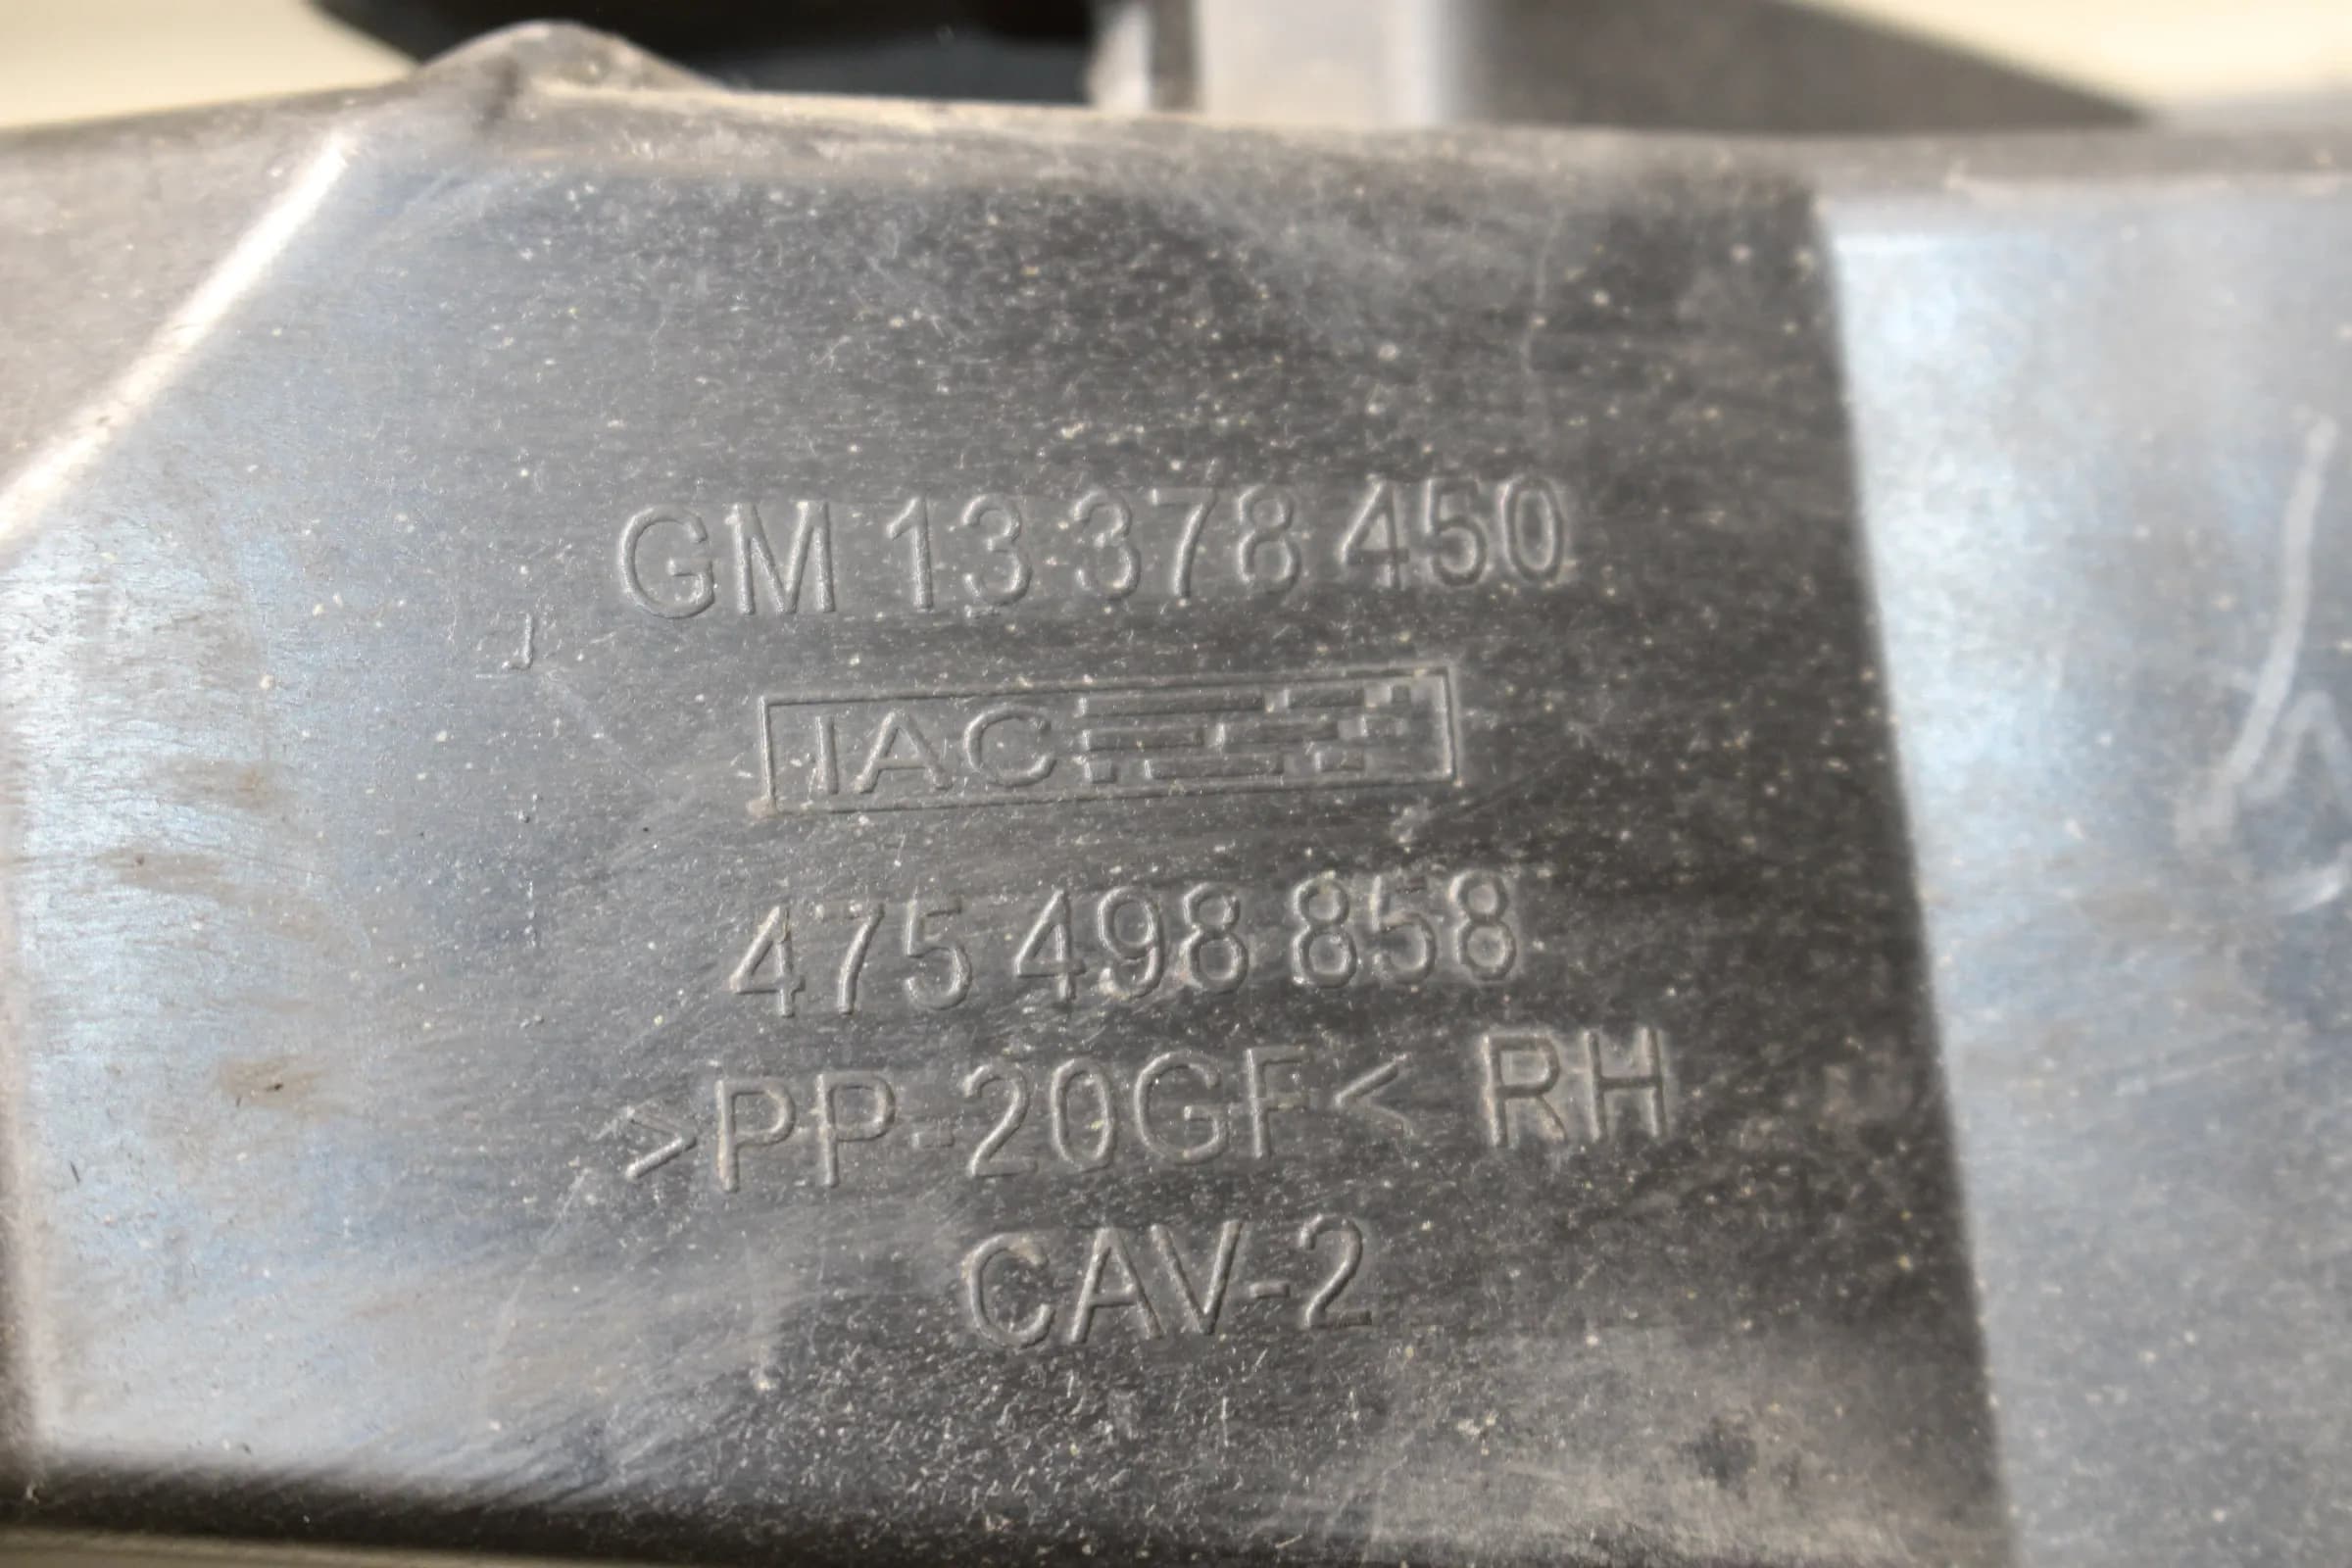 GM 13 378 450
IAC
475 498 858
>PP-20GF< RH
CAV-2